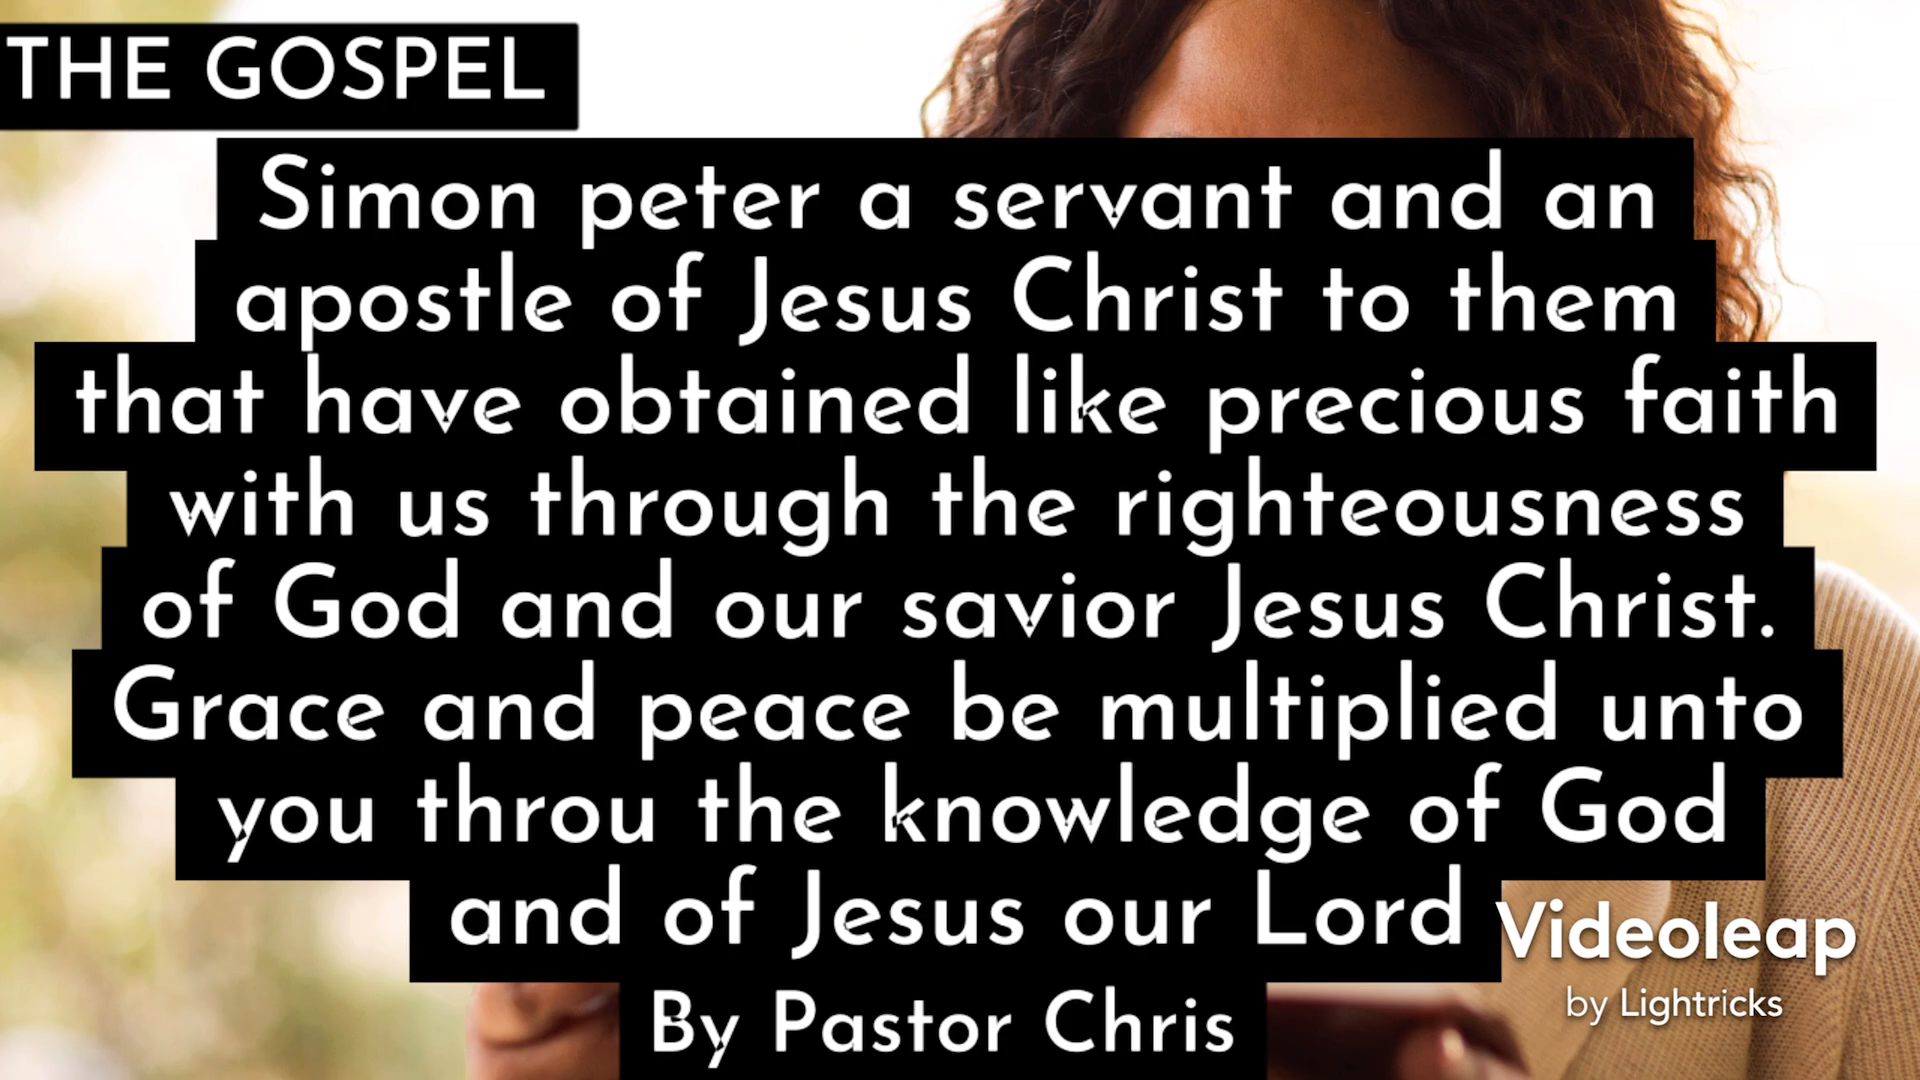 THE GOSPEL
Simon peter a servant and an
apostle of Jesus Christ to them
that have obtained like precious faith
with us through the righteousness
of God and our savior Jesus Christ.
Grace and peace be multiplied unto
you throu the knowledge of God
and of Jesus our Lord
By Pastor Chris
Videoleap
by Lightricks